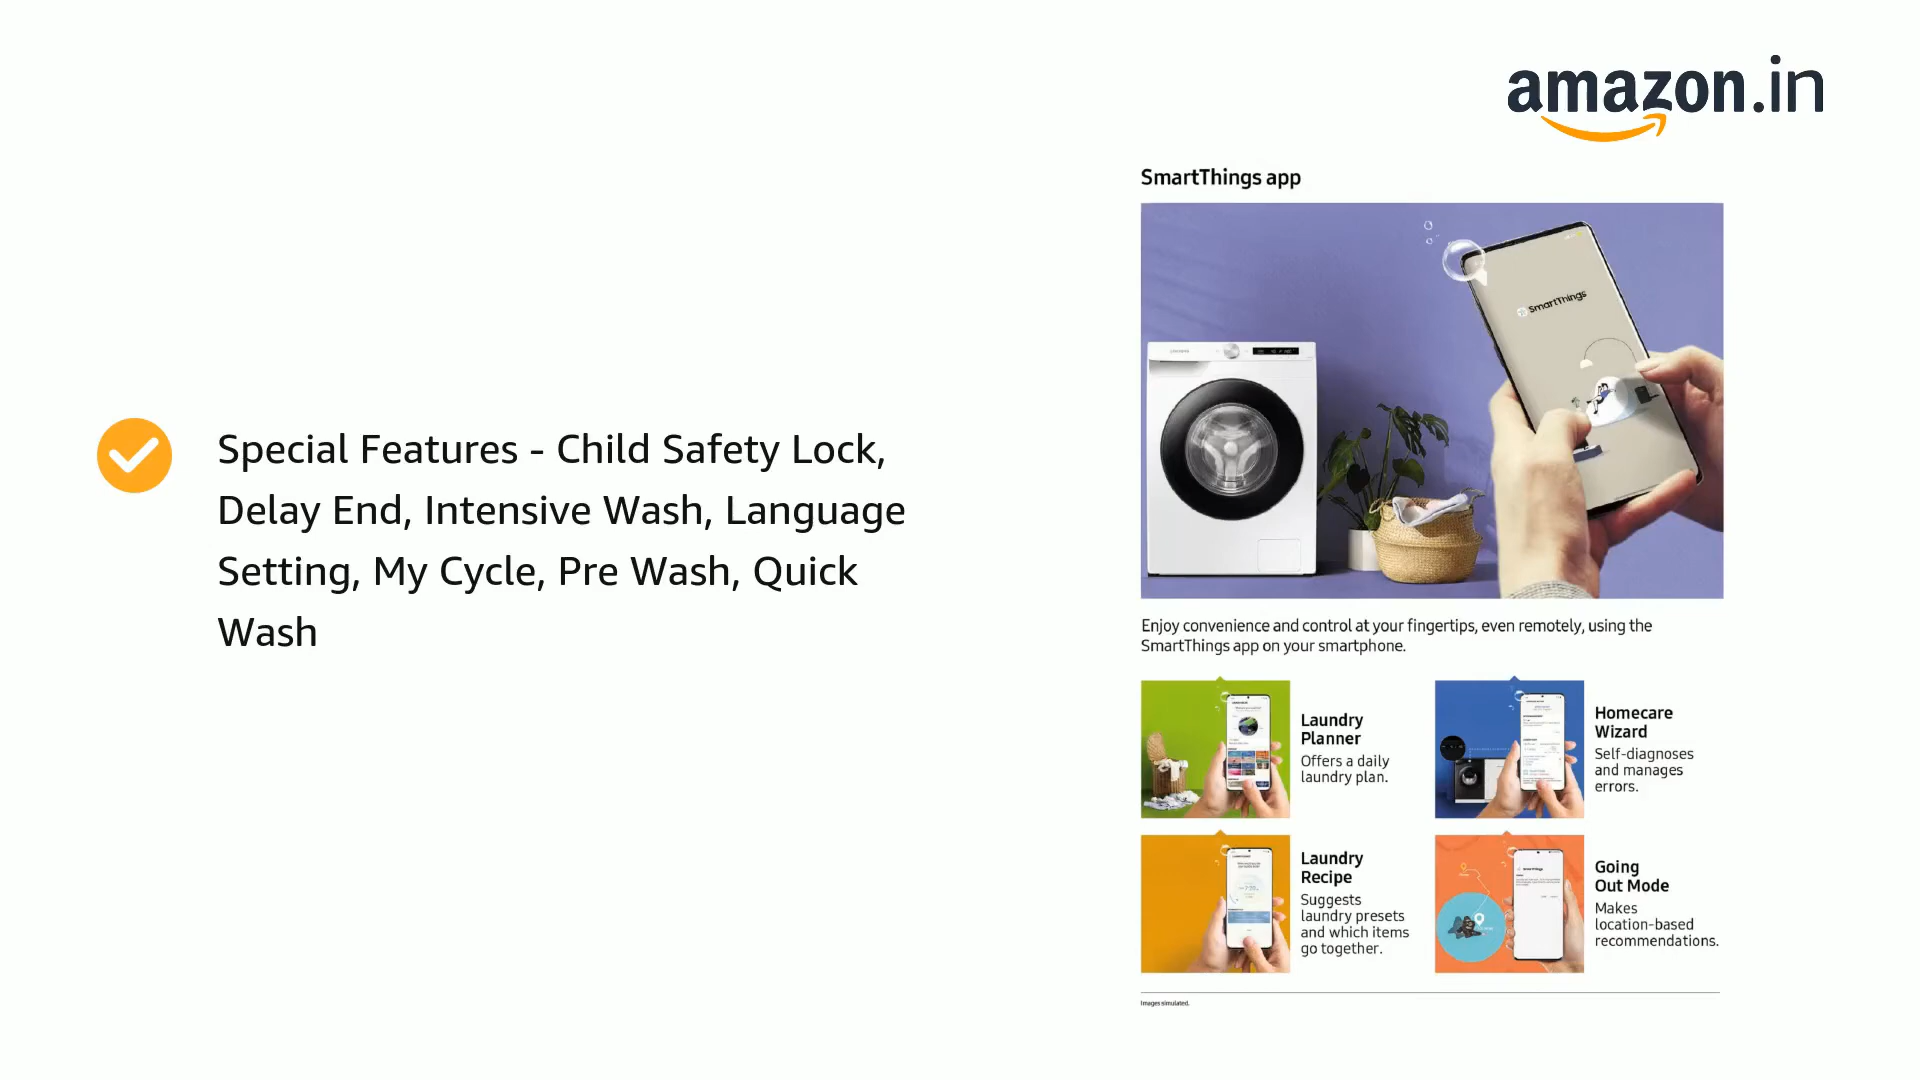 amazon.in
SmartThings app
SmartThings
Special Features - Child Safety Lock,
Delay End, Intensive Wash, Language
Setting, My Cycle, Pre Wash, Quick
Wash
Enjoy convenience and control at your fingertips, even remotely, using the
SmartThings app on your smartphone.
Laundry
Planner
Offers a daily
laundry plan.
Homecare
Wizard
Self-diagnoses
and manages
errors.
Laundry
Recipe
Suggests
laundry presets
and which items
go together.
Going
Out Mode
Makes
location-based
recommendations.
Images simulated.